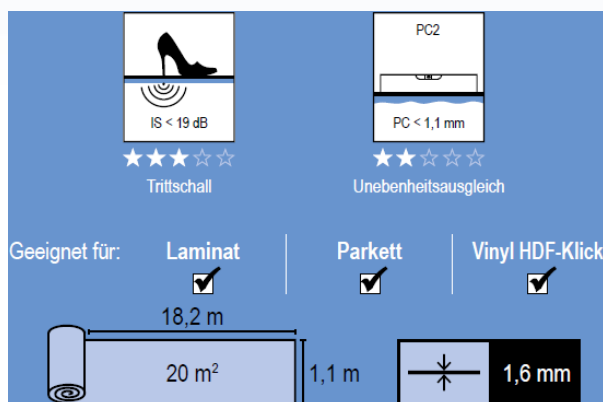 PC2
IS < 19 dB
PC < 1,1 mm
Trittschall
Unebenheitsausgleich
Geeignet für: Laminat Parkett Vinyl HDF-Klick
18,2 m
20 m² 1,1 m 1,6 mm